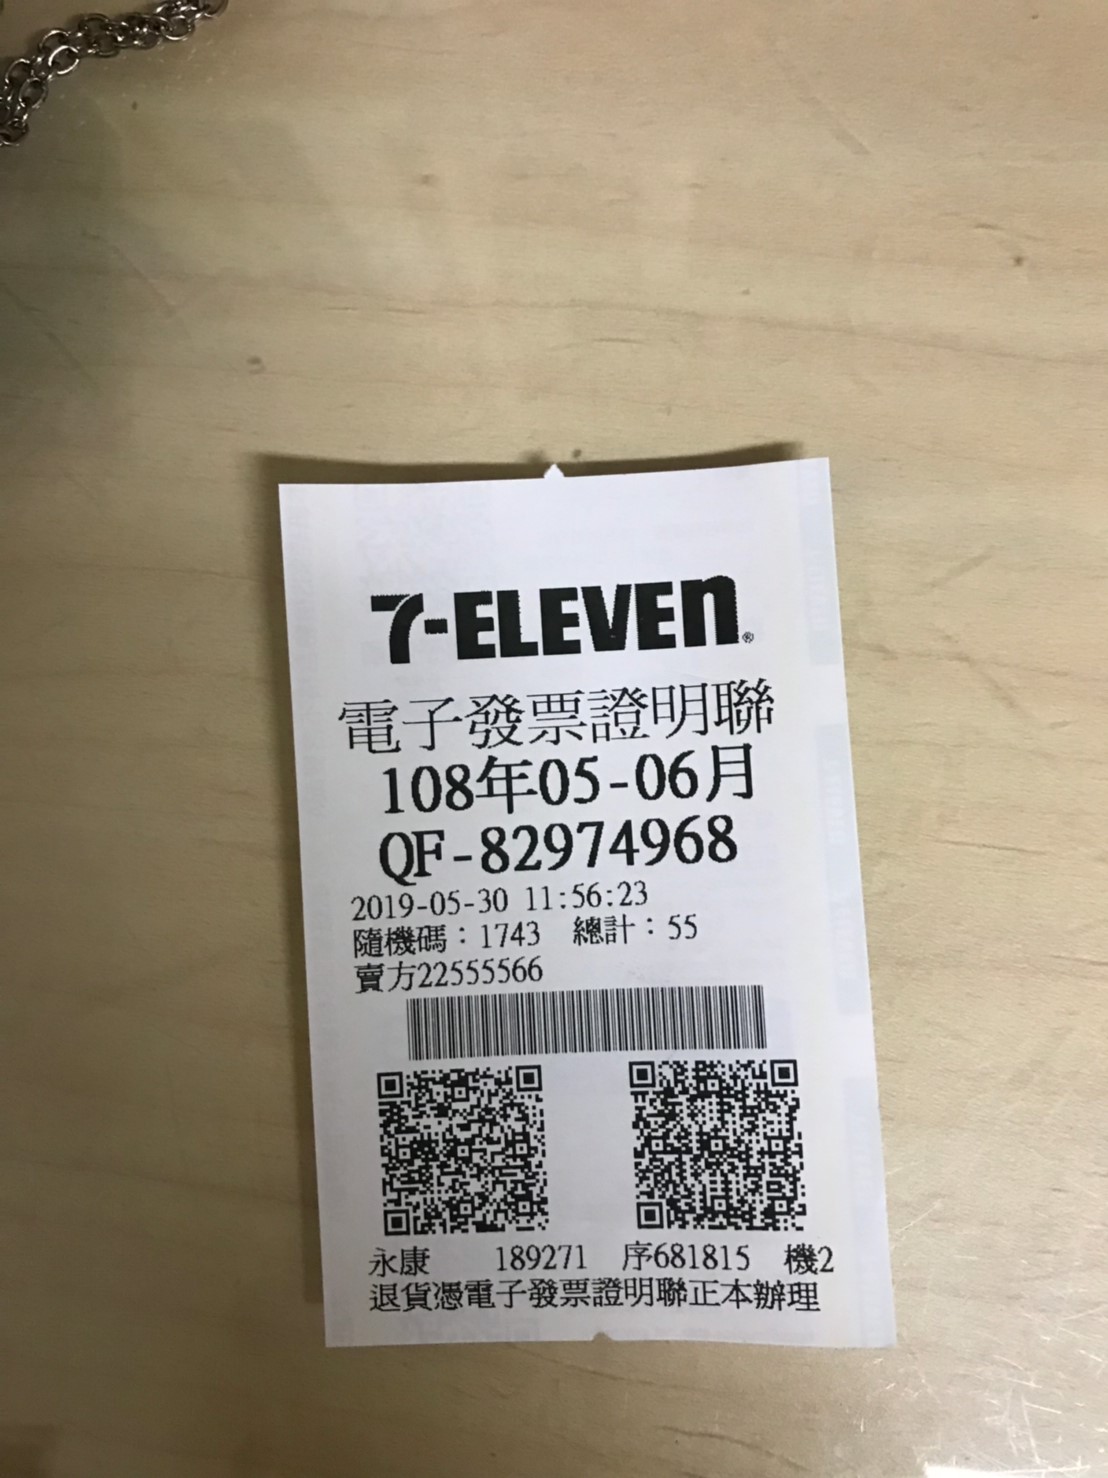 7-ELEVEn®
電子發票證明聯
108年05-06月
QF-82974968
2019-05-30 11:56:23
隨機碼：1743 總計：55
賣方22555566
永康 189271 序681815 機2
退貨憑電子發票證明聯正本辦理